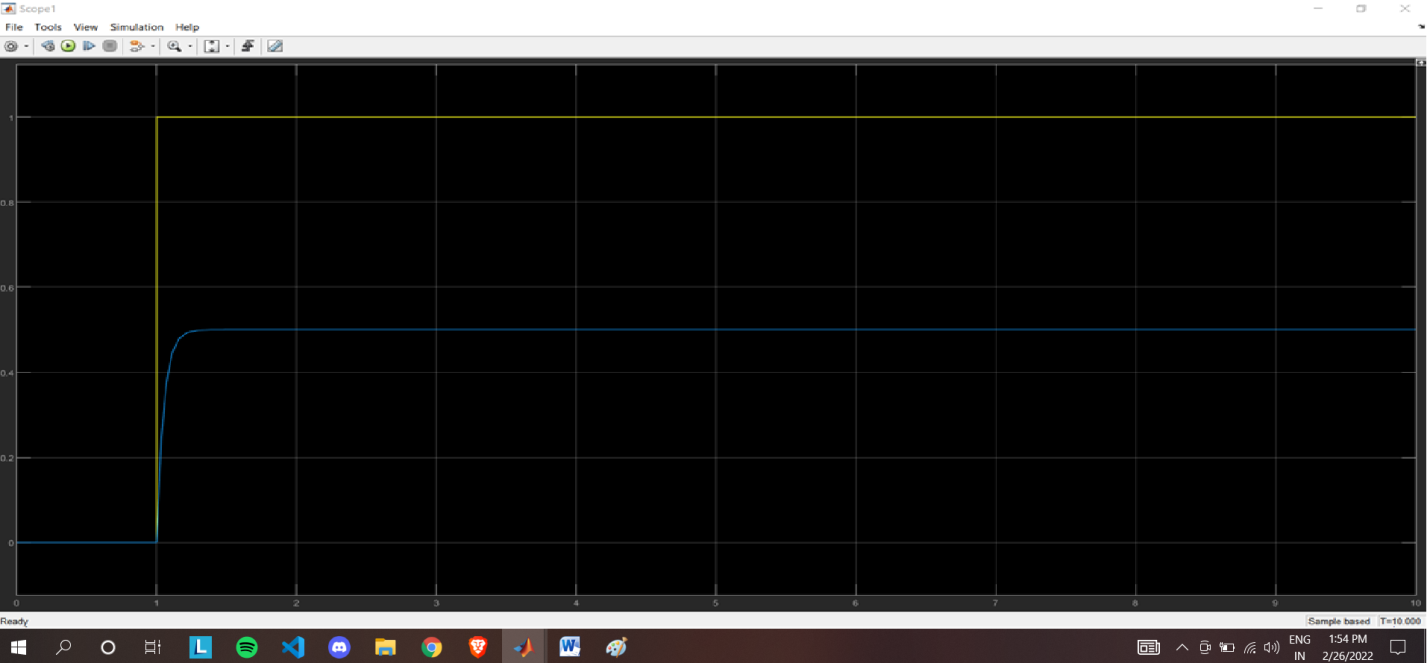 Scope1
File Tools View Simulation Help
1
0.8
0.6
0.4
0.2
0
0 1 2 3 4 5 6 7 8 9 10
Ready
Sample based T=10.000
L
W
ENG
IN
1:54 PM
2/26/2022